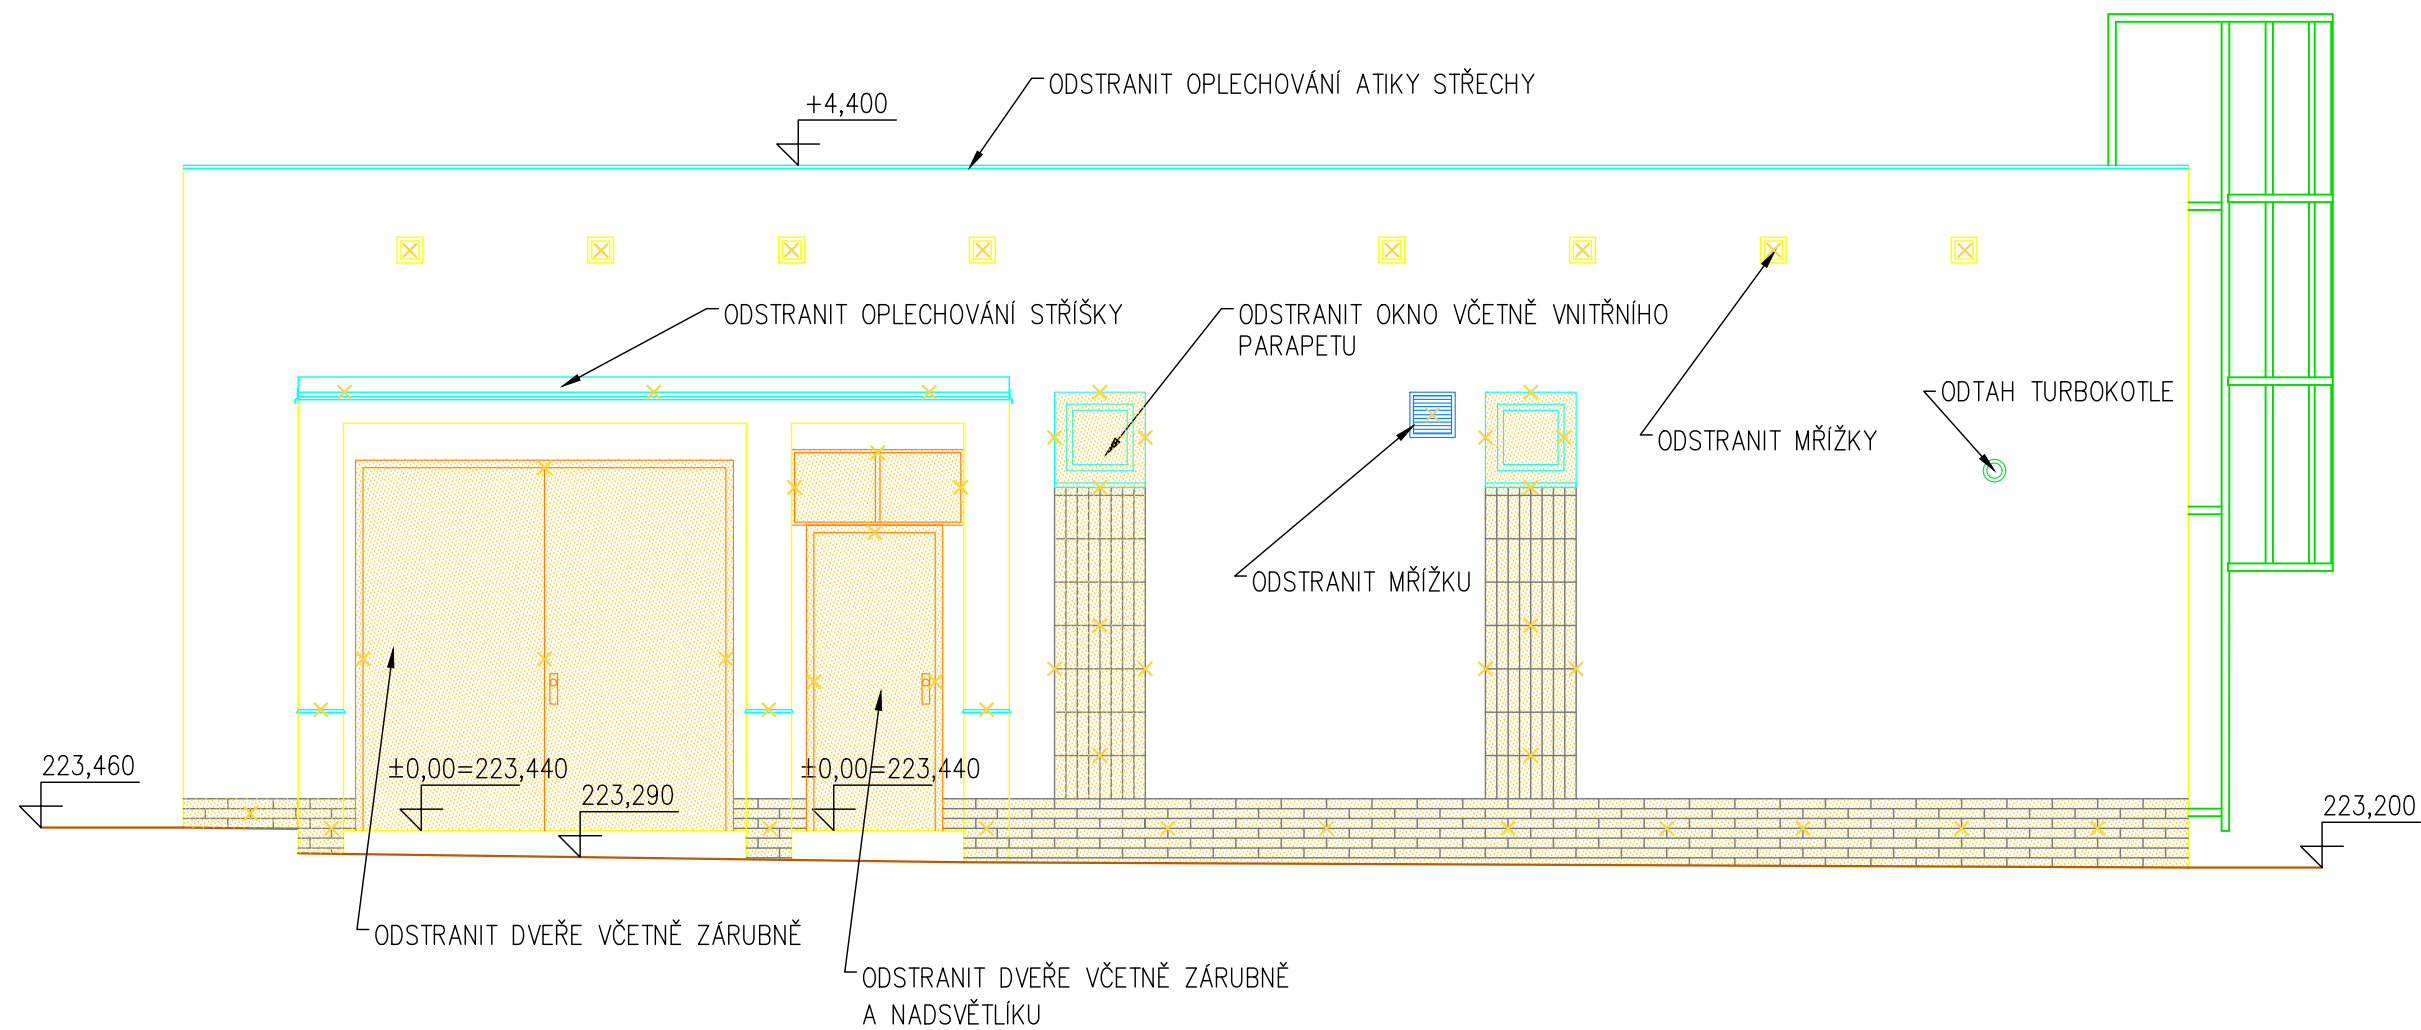 ODSTRANIT OPLECHOVÁNÍ ATIKY STŘECHY
+4,400
ODSTRANIT OPLECHOVÁNÍ STŘÍŠKY
ODSTRANIT OKNO VČETNĚ VNITŘNÍHO
PARAPETU
ODTAH TURBOKOTLE
ODSTRANIT MŘÍŽKY
ODSTRANIT MŘÍŽKU
223,460
±0,00=223,440
±0,00=223,440
223,290
223,200
ODSTRANIT DVEŘE VČETNĚ ZÁRUBNĚ
ODSTRANIT DVEŘE VČETNĚ ZÁRUBNĚ
A NADSVĚTLÍKU